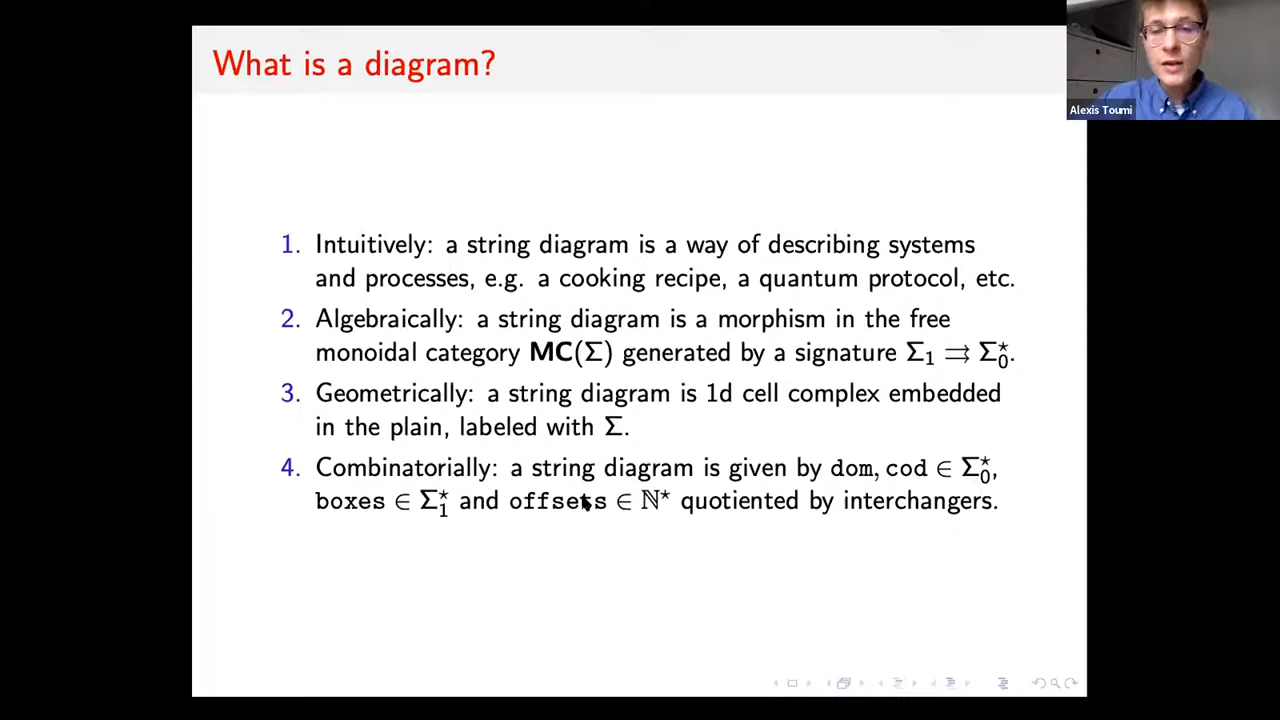 What is a diagram?
Alexis Toumi
1. Intuitively: a string diagram is a way of describing systems
and processes, e.g. a cooking recipe, a quantum protocol, etc.
2. Algebraically: a string diagram is a morphism in the free
monoidal category MC(Σ) generated by a signature Σ₁ ⇉ Σ₀⋆.
3. Geometrically: a string diagram is 1d cell complex embedded
in the plain, labeled with Σ.
4. Combinatorially: a string diagram is given by dom, cod ∈ Σ₀⋆,
boxes ∈ Σ₁⋆ and offsets ∈ ℕ⋆ quotiented by interchangers.